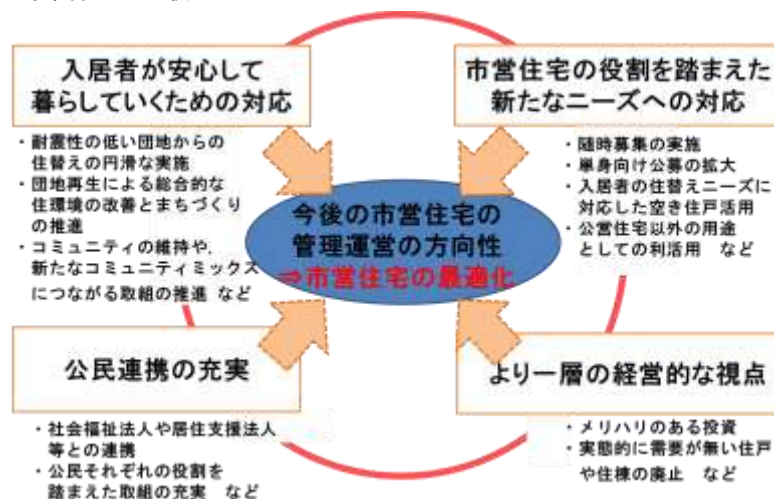 入居者が安心して
暮らしていくための対応
・耐震性の低い団地からの
住替えの円滑な実施
・団地再生による総合的な
住環境の改善とまちづくり
の推進
・コミュニティの維持や、
新たなコミュニティミックス
につながる取組の推進 など
市営住宅の役割を踏まえた
新たなニーズへの対応
・随時募集の実施
・単身向け公募の拡大
・入居者の住替えニーズに
対応した空き住戸活用
・公営住宅以外の用途
としての利活用 など
今後の市営住宅の
管理運営の方向性
⇒市営住宅の最適化
公民連携の充実
・社会福祉法人や居住支援法人
等との連携
・公民それぞれの役割を
踏まえた取組の充実 など
より一層の経営的な視点
・メリハリのある投資
・実態的に需要が無い住戸
や住棟の廃止 など